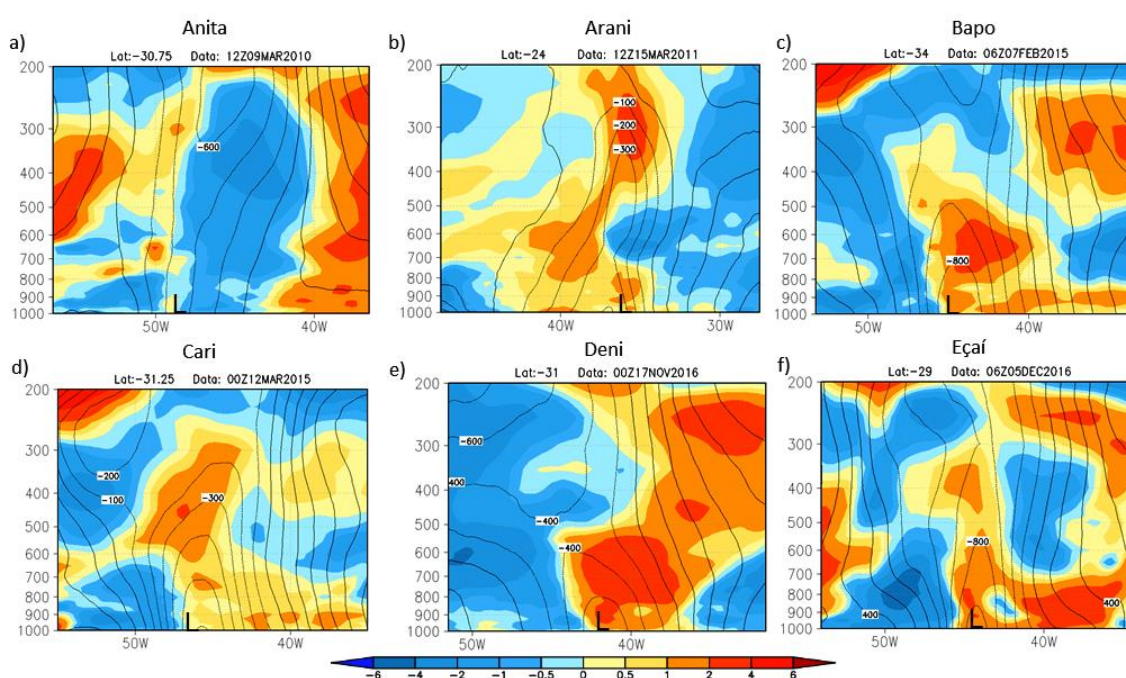 Anita
a)
Lat:-30.75 Data: 12Z09MAR2010
200
300
400
500
600
700
800
900
1000
-600
L
50W 40W
Arani
b)
Lat:-24 Data: 12Z15MAR2011
200
300
400
500
600
700
800
900
1000
-100
-200
-300
L
40W 30W
Bapo
c)
Lat:-34 Data: 06Z07FEB2015
200
300
400
500
600
700
800
900
1000
-800
L
50W 40W
Cari
d)
Lat:-31.25 Data: 00Z12MAR2015
200
300
400
500
600
700
800
900
1000
-200
-100
-300
L
50W 40W
Deni
e)
Lat:-31 Data: 00Z17NOV2016
200
300
400
500
600
700
800
900
1000
-600
400
-400
-400
L
50W 40W
Eçaí
f)
Lat:-29 Data: 06Z05DEC2016
200
300
400
500
600
700
800
900
1000
-800
400
400
L
50W 40W
-6 -4 -2 -1 -0.5 0 0.5 1 2 4 6